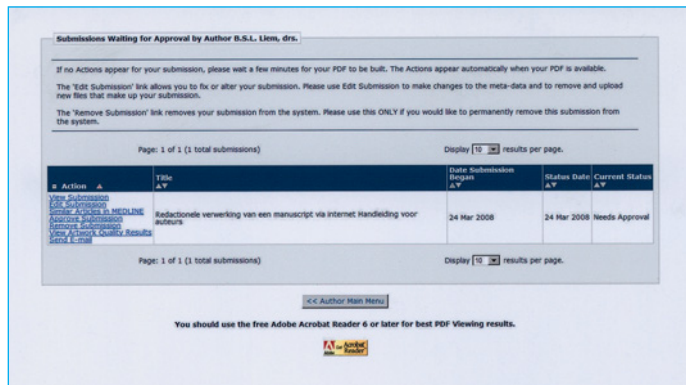 Submissions Waiting for Approval by Author B.S.L. Liem, drs.
If no Actions appear for your submission, please wait a few minutes for your PDF to be built. The Actions appear automatically when your PDF is available.
The 'Edit Submission' link allows you to fix or alter your submission. Please use Edit Submission to make changes to the meta-data and to remove and upload
new files that make up your submission.
The 'Remove Submission' link removes your submission from the system. Please use this ONLY if you would like to permanently remove this submission from
the system.
Page: 1 of 1 (1 total submissions) Display 10 results per page.
Action Title Date Submission Began Status Date Current Status
View Submission
Edit Submission
Similar Articles in MEDLINE
Approve Submission
Remove Submission
View Artwork Quality Results
Send E-mail
Redactionele verwerking van een manuscript via internet Handleiding voor
auteurs
24 Mar 2008 24 Mar 2008 Needs Approval
Page: 1 of 1 (1 total submissions) Display 10 results per page.
<< Author Main Menu
You should use the free Adobe Acrobat Reader 6 or later for best PDF Viewing results.
Acrobat
Reader